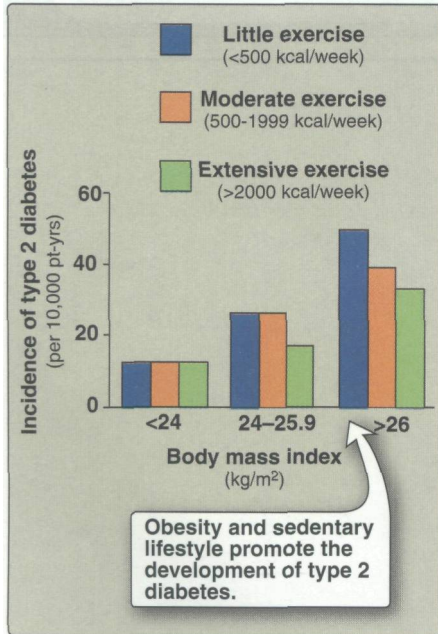 Little exercise
(<500 kcal/week)
Moderate exercise
(500-1999 kcal/week)
Extensive exercise
(>2000 kcal/week)
Incidence of type 2 diabetes
(per 10,000 pt-yrs)
60
40
20
0
<24
24–25.9
>26
Body mass index
(kg/m²)
Obesity and sedentary
lifestyle promote the
development of type 2
diabetes.